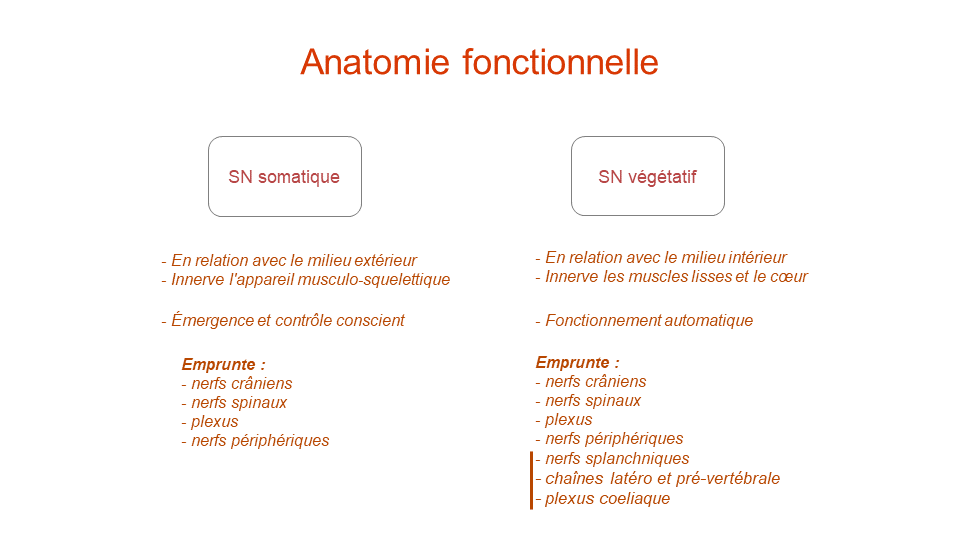 Anatomie fonctionnelle
SN somatique
- En relation avec le milieu extérieur
- Innerve l'appareil musculo-squelettique
- Émergence et contrôle conscient
Emprunte :
- nerfs crâniens
- nerfs spinaux
- plexus
- nerfs périphériques
SN végétatif
- En relation avec le milieu intérieur
- Innerve les muscles lisses et le cœur
- Fonctionnement automatique
Emprunte :
- nerfs crâniens
- nerfs spinaux
- plexus
- nerfs périphériques
- nerfs splanchniques
- chaînes latéro et pré-vertébrale
- plexus coeliaque